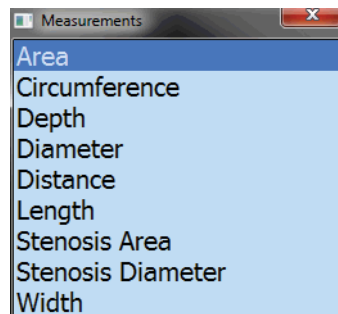 Measurements
Area
Circumference
Depth
Diameter
Distance
Length
Stenosis Area
Stenosis Diameter
Width